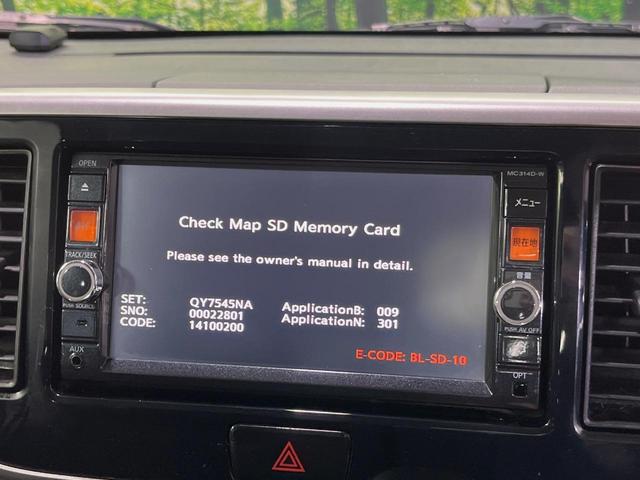 OPEN
MC314D-W
メニュー
TRACK/SEEK
現在地
PUSH SOURCE
音量
PUSH AV OFF
AUX
OPT
Check Map SD Memory Card
Please see the owner's manual in detail.
SET: QY7545NA ApplicationB: 009
SNO: 00022801 ApplicationN: 301
CODE: 14100200
E-CODE: BL-SD-10